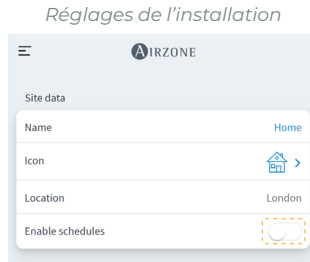 Réglages de l'installation
AIRZONE
Site data
Name Home
Icon
Location London
Enable schedules